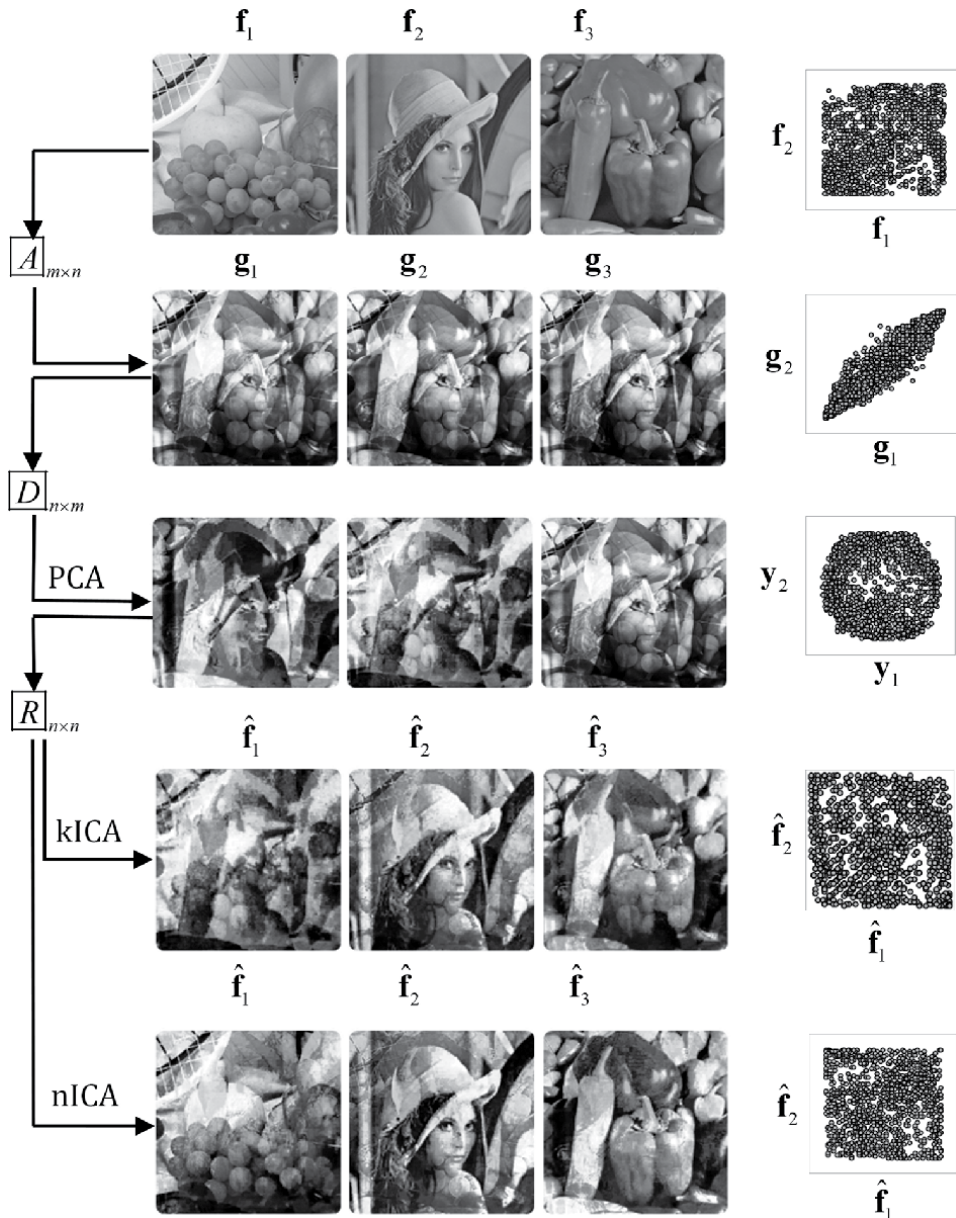 f₁ f₂ f₃
f₂
f₁
A m×n
g₁ g₂ g₃
g₂
g₁
D n×m
PCA
y₂
y₁
R n×n
f̂₁ f̂₂ f̂₃
kICA
f̂₂
f̂₁
f̂₁ f̂₂ f̂₃
nICA
f̂₂
f̂₁